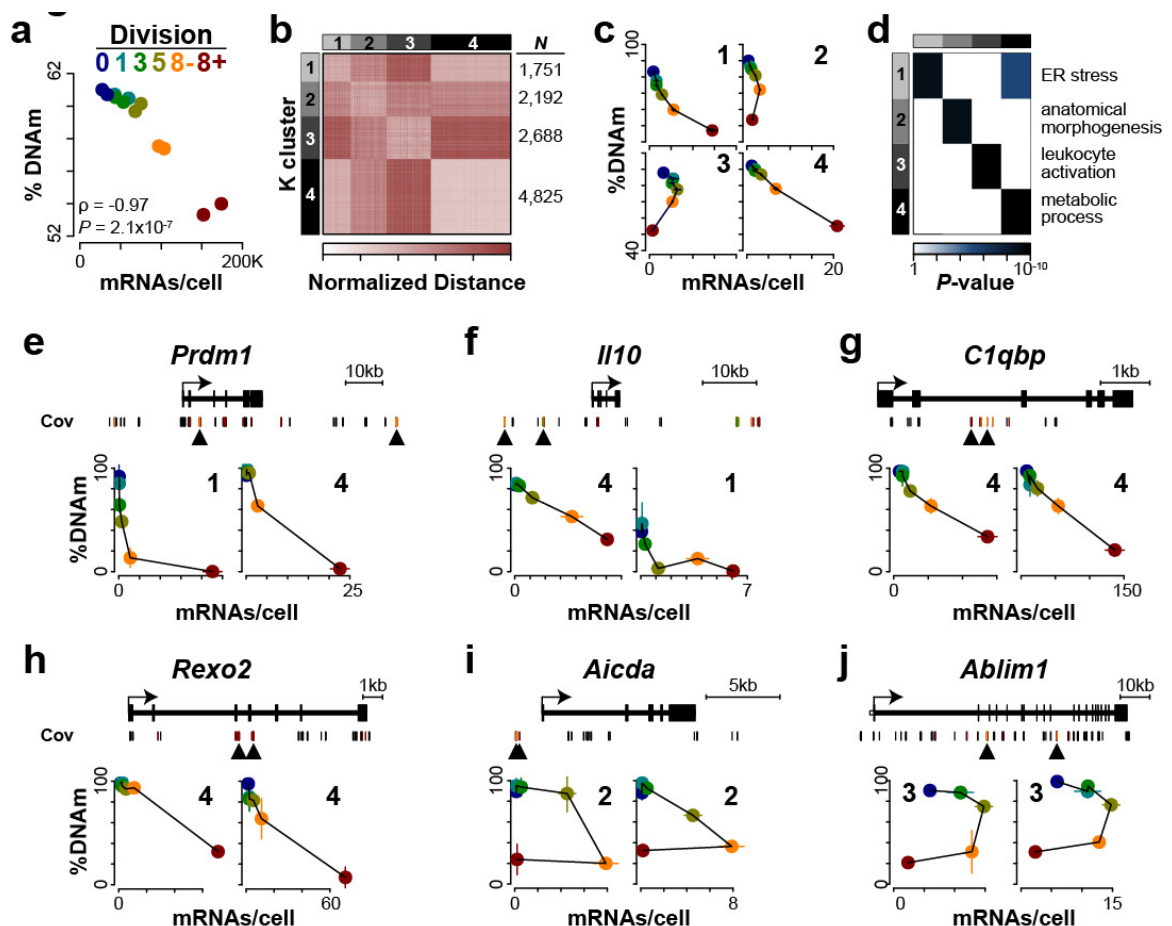 a
Division
0 1 3 5 8- 8+
62
% DNAm
52
ρ = -0.97
P = 2.1x10-7
0
200K
mRNAs/cell
b
1 2 3 4
N
K cluster
1
1,751
2
2,192
3
2,688
4
4,825
Normalized Distance
c
100
1
2
%DNAm
3
4
40
0
0
20
mRNAs/cell
d
1
ER stress
2
anatomical
morphogenesis
3
leukocyte
activation
4
metabolic
process
1
10-10
P-value
e
Prdm1
10kb
Cov
100
%DNAm
0
1
4
0
25
mRNAs/cell
f
Il10
10kb
100
0
4
1
0
7
mRNAs/cell
g
C1qbp
1kb
100
0
4
4
0
150
mRNAs/cell
h
Rexo2
1kb
Cov
100
%DNAm
0
4
4
0
60
mRNAs/cell
i
Aicda
5kb
100
0
2
2
0
8
mRNAs/cell
j
Ablim1
10kb
100
0
3
3
0
15
mRNAs/cell